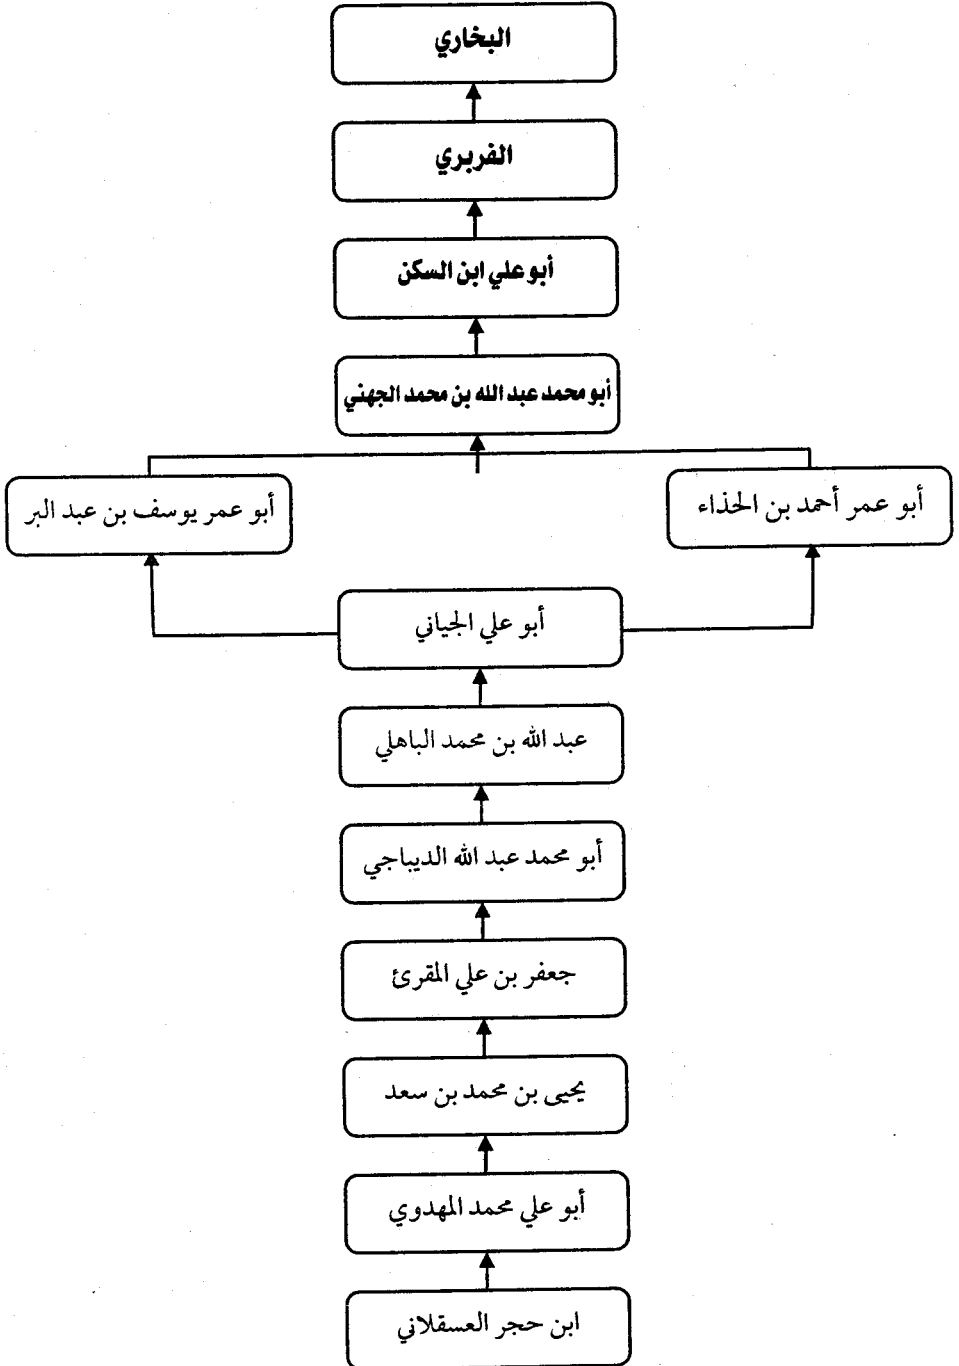 البخاري
الفربري
أبو علي ابن السكن
أبو محمد عبد الله بن محمد الجهني
أبو عمر أحمد بن الحذاء
أبو عمر يوسف بن عبد البر
أبو علي الجياني
عبد الله بن محمد الباهلي
أبو محمد عبد الله الديباجي
جعفر بن علي المقرئ
يحيى بن محمد بن سعد
أبو علي محمد المهدوي
ابن حجر العسقلاني